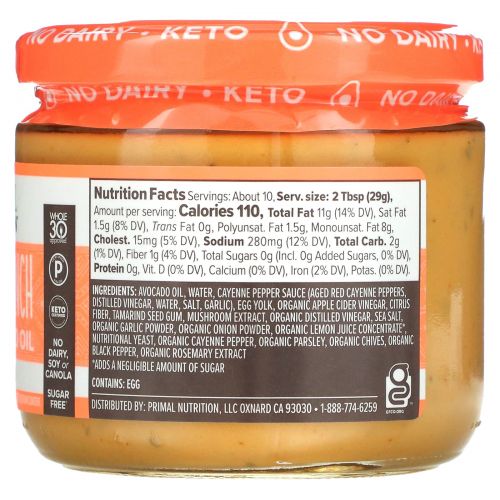 NO DAIRY • KETO NO DAIRY • KETO
NO DAIRY • KETO NO DAIRY
Nutrition Facts Servings: About 10, Serv. size: 2 Tbsp (29g),
Amount per serving: Calories 110, Total Fat 11g (14% DV), Sat Fat
1.5g (8% DV), Trans Fat 0g, Polyunsat. Fat 1.5g, Monounsat. Fat 8g,
Cholest. 15mg (5% DV), Sodium 280mg (12% DV), Total Carb. 2g
(1% DV), Fiber 1g (4% DV), Total Sugars 0g (Incl. 0g Added Sugars, 0% DV),
Protein 0g, Vit. D (0% DV), Calcium (0% DV), Iron (2% DV), Potas. (0% DV).
INGREDIENTS: AVOCADO OIL, WATER, CAYENNE PEPPER SAUCE (AGED RED CAYENNE PEPPERS,
DISTILLED VINEGAR, WATER, SALT, GARLIC), EGG YOLK, ORGANIC APPLE CIDER VINEGAR, CITRUS
FIBER, TAMARIND SEED GUM, MUSHROOM EXTRACT, ORGANIC DISTILLED VINEGAR, SEA SALT,
ORGANIC GARLIC POWDER, ORGANIC ONION POWDER, ORGANIC LEMON JUICE CONCENTRATE*,
NUTRITIONAL YEAST, ORGANIC CAYENNE PEPPER, ORGANIC PARSLEY, ORGANIC CHIVES, ORGANIC
BLACK PEPPER, ORGANIC ROSEMARY EXTRACT
*ADDS A NEGLIGIBLE AMOUNT OF SUGAR
CONTAINS: EGG
DISTRIBUTED BY: PRIMAL NUTRITION, LLC OXNARD CA 93030 • 1-888-774-6259
GFCO.ORG
WHOLE
30
approved
P
KETO
NO
DAIRY,
SOY or
CANOLA
SUGAR
FREE*
CH
OIL